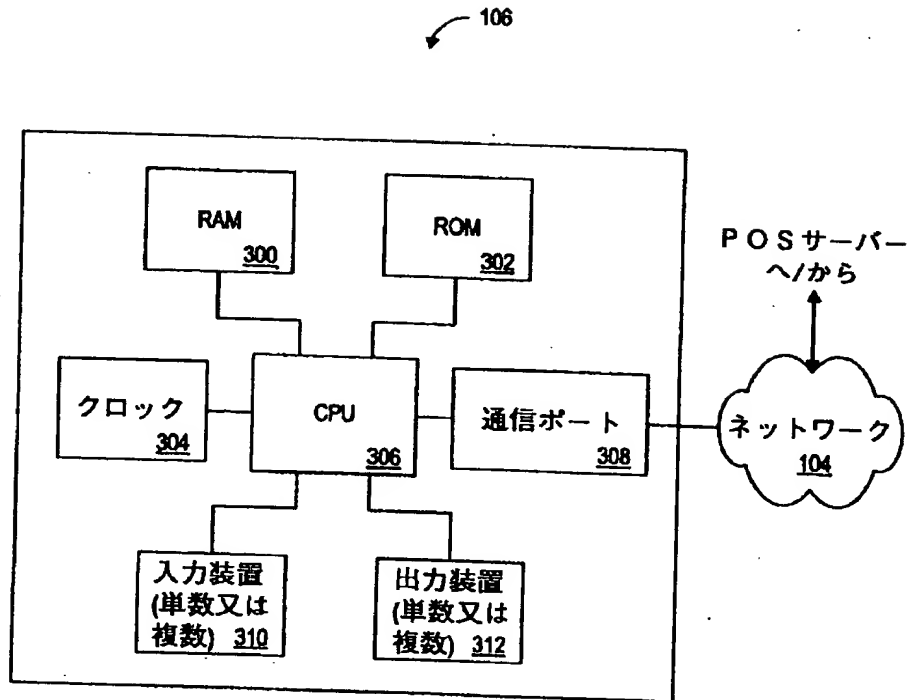 106
RAM
300
ROM
302
POSサーバー
へ/から
クロック
304
CPU
306
通信ポート
308
ネットワーク
104
入力装置
(単数又は
複数) 310
出力装置
(単数又は
複数) 312